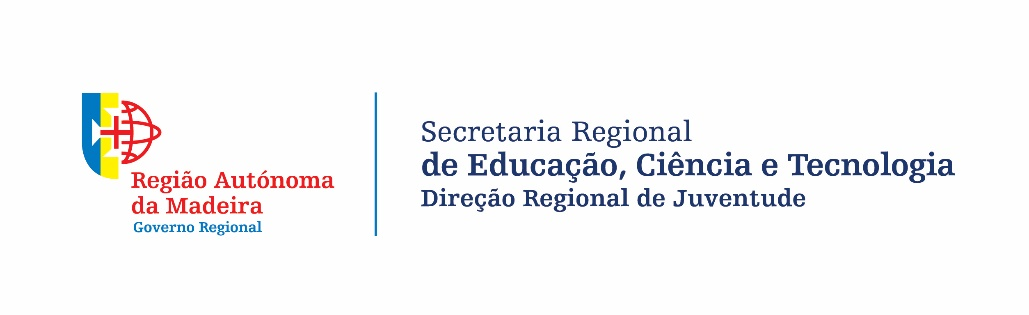 Região Autónoma
da Madeira
Governo Regional
Secretaria Regional
de Educação, Ciência e Tecnologia
Direção Regional de Juventude